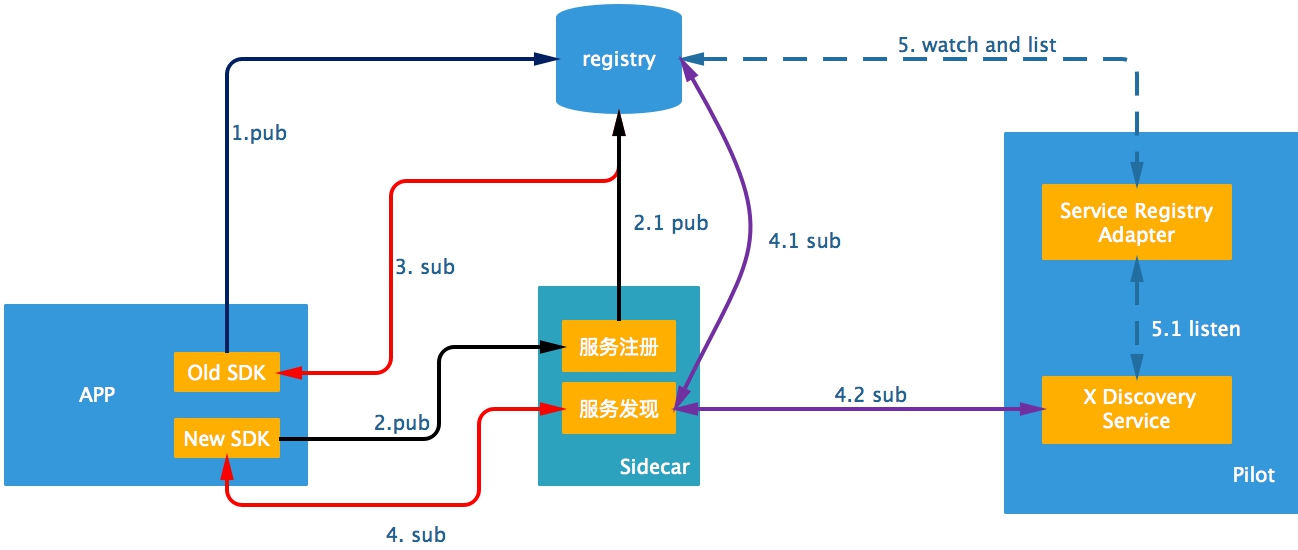 registry
5. watch and list
1.pub
Service Registry
Adapter
2.1 pub
4.1 sub
3. sub
5.1 listen
服务注册
Old SDK
APP
4.2 sub
X Discovery
Service
服务发现
2.pub
New SDK
Sidecar
Pilot
4. sub